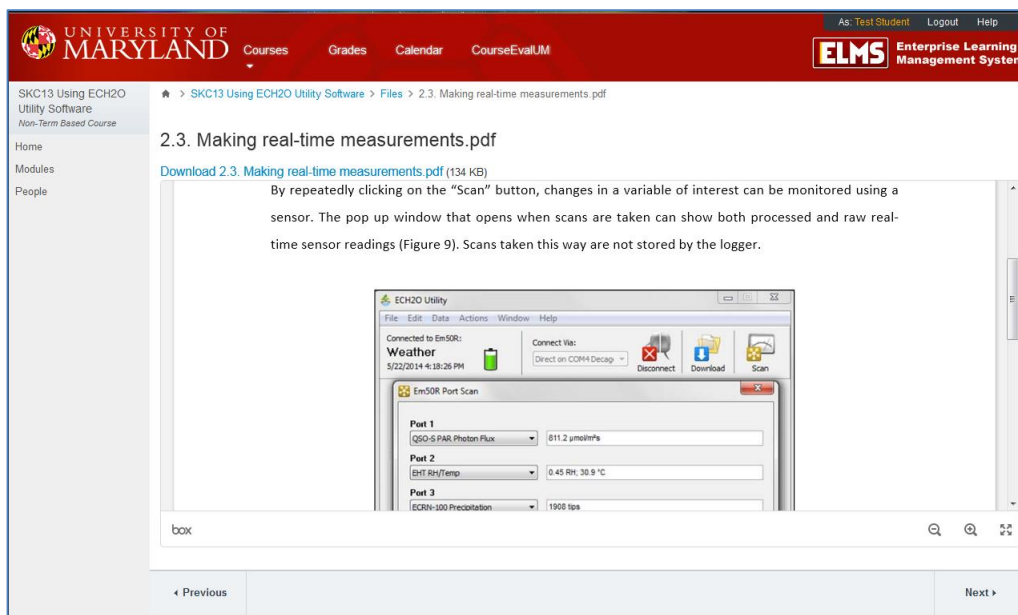 As: Test Student Logout Help
UNIVERSITY OF
MARYLAND
Courses Grades Calendar CourseEvalUM
ELMS Enterprise Learning
Management System
SKC13 Using ECH2O
Utility Software
Non-Term Based Course
Home
Modules
People
> SKC13 Using ECH2O Utility Software > Files > 2.3. Making real-time measurements.pdf
2.3. Making real-time measurements.pdf
Download 2.3. Making real-time measurements.pdf (134 KB)
By repeatedly clicking on the “Scan” button, changes in a variable of interest can be monitored using a
sensor. The pop up window that opens when scans are taken can show both processed and raw real-
time sensor readings (Figure 9). Scans taken this way are not stored by the logger.
ECH2O Utility
File Edit Data Actions Window Help
Connected to Em50R:
Weather
5/22/2014 4:18:26 PM
Connect Via:
Direct on COM4 Decap
Disconnect Download Scan
Em50R Port Scan
Port 1
QSO-S PAR Photon Flux 811.2 µmol/m²s
Port 2
EHT RH/Temp 0.45 RH; 30.9 °C
Port 3
ECRN-100 Precipitation 1908 tips
box
Previous Next